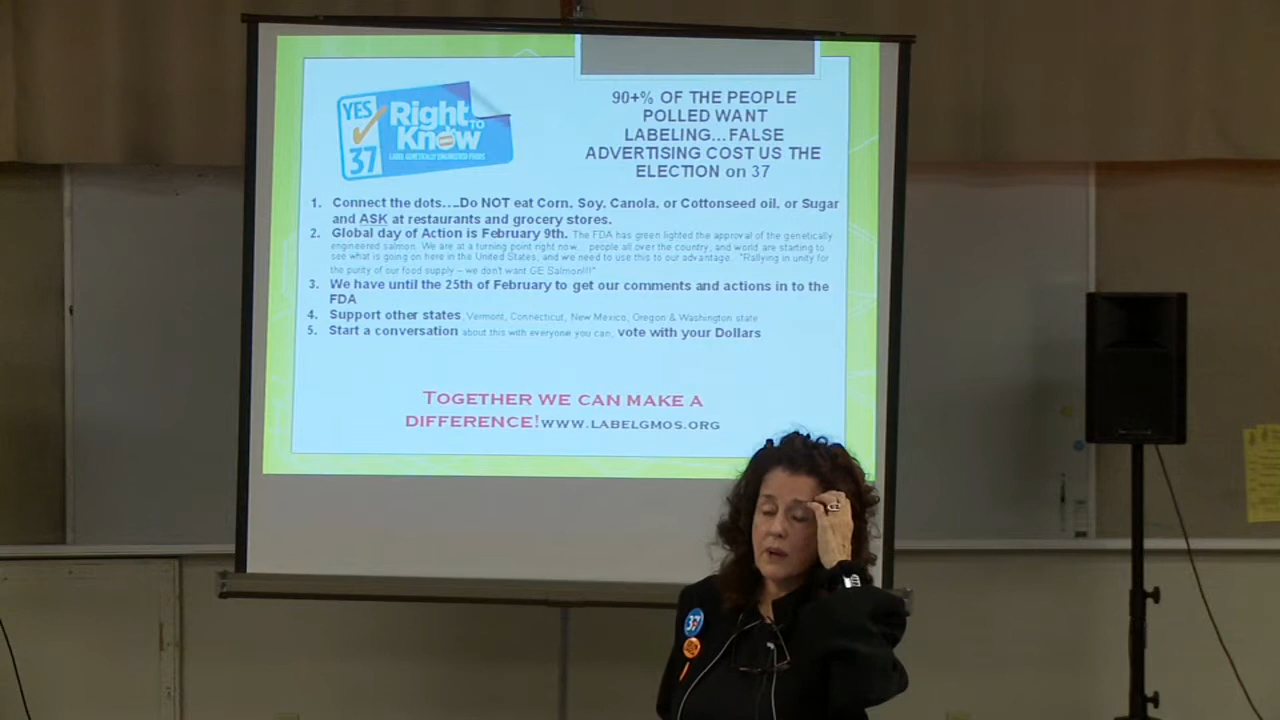 YES
37
Right
TO
Know
LABEL GENETICALLY ENGINEERED FOODS
90+% OF THE PEOPLE
POLLED WANT
LABELING...FALSE
ADVERTISING COST US THE
ELECTION on 37
1. Connect the dots....Do NOT eat Corn, Soy, Canola, or Cottonseed oil, or Sugar
and ASK at restaurants and grocery stores.
2. Global day of Action is February 9th. The FDA has green lighted the approval of the genetically
engineered salmon. We are at a turning point right now... people all over the country, and world are starting to
see what is going on here in the United States, and we need to use this to our advantage. "Rallying in unity for
the purity of our food supply – we don't want GE Salmon!!!"
3. We have until the 25th of February to get our comments and actions in to the
FDA
4. Support other states, Vermont, Connecticut, New Mexico, Oregon & Washington state
5. Start a conversation about this with everyone you can, vote with your Dollars
TOGETHER WE CAN MAKE A
DIFFERENCE!WWW.LABELGMOS.ORG
37